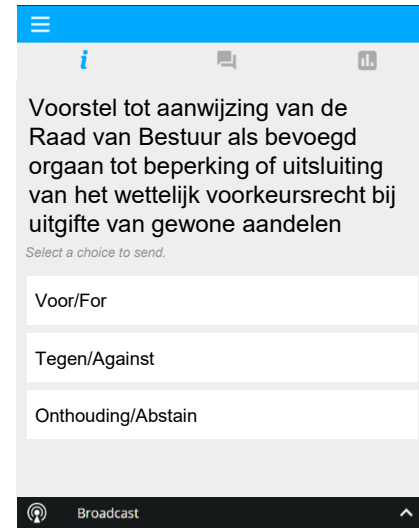 Voorstel tot aanwijzing van de
Raad van Bestuur als bevoegd
orgaan tot beperking of uitsluiting
van het wettelijk voorkeursrecht bij
uitgifte van gewone aandelen
Select a choice to send.
Voor/For
Tegen/Against
Onthouding/Abstain
Broadcast